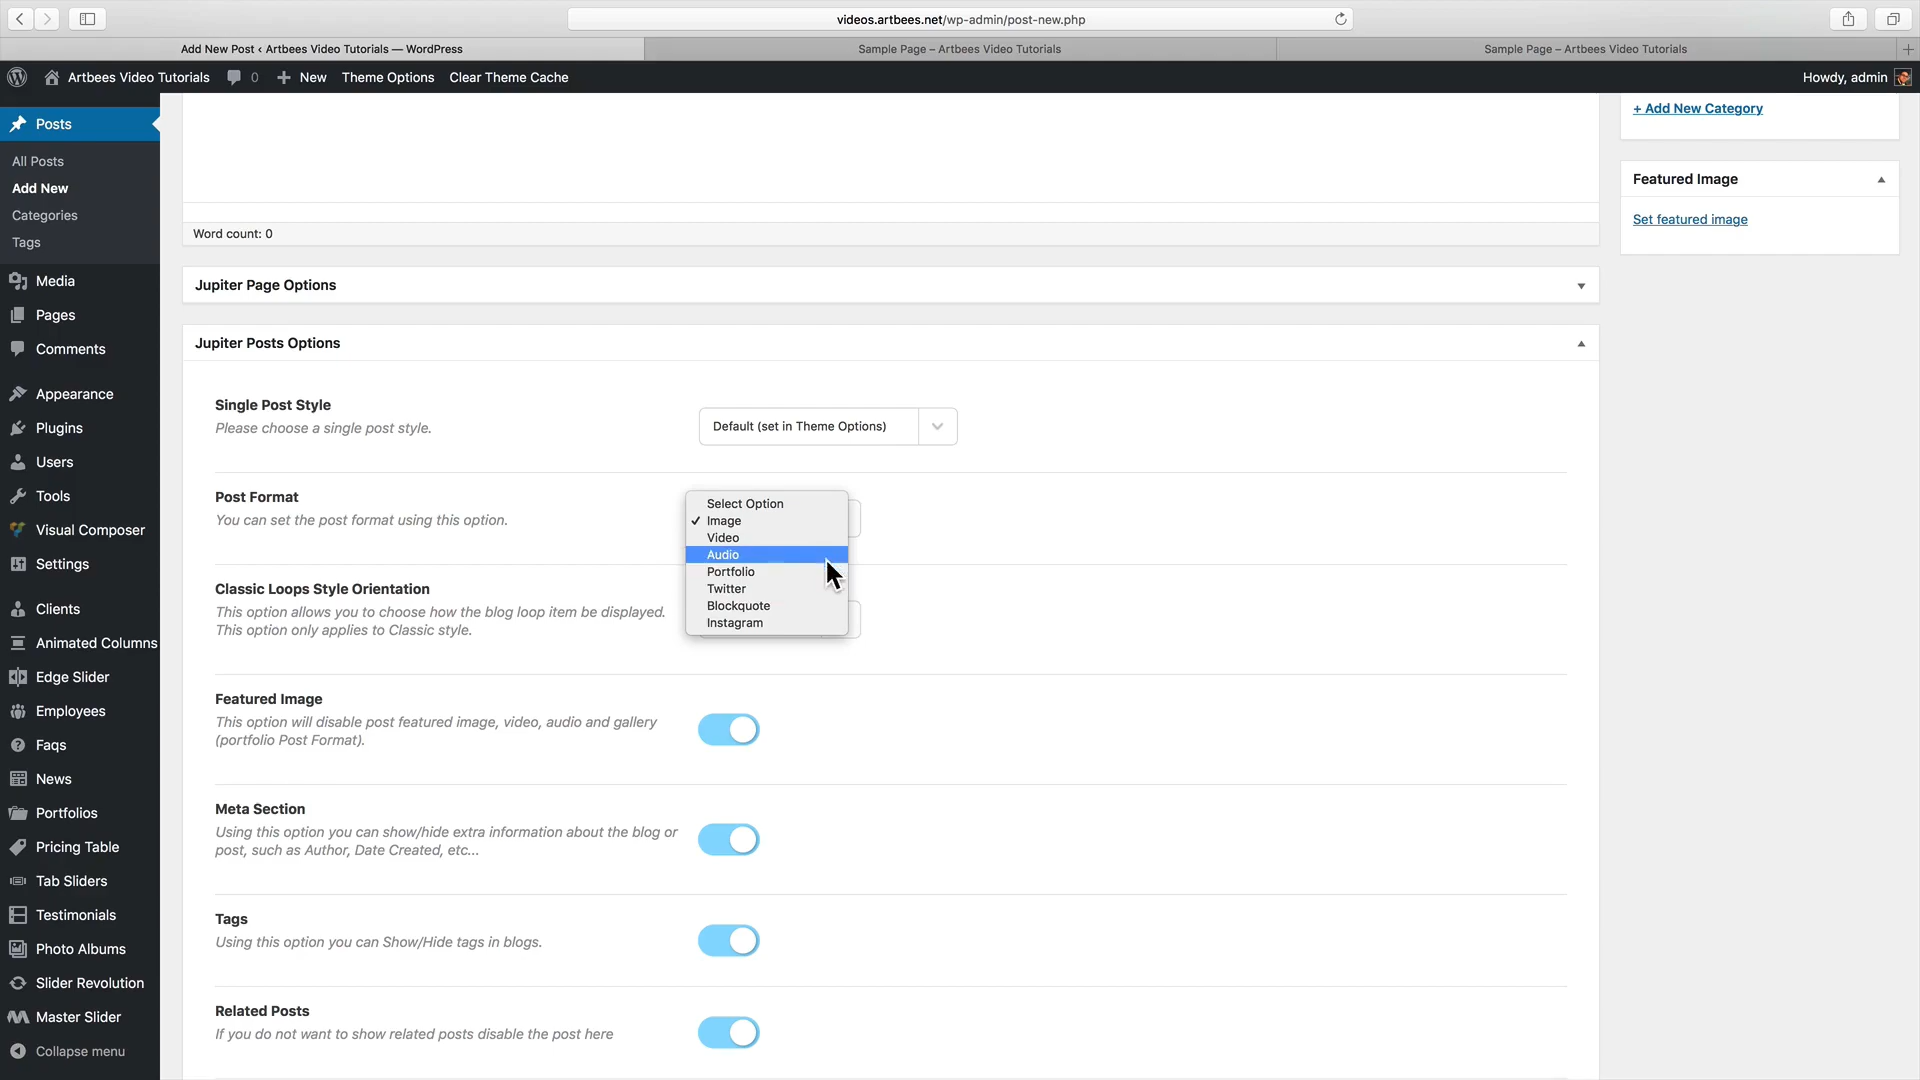 videos.artbees.net/wp-admin/post-new.php
Add New Post ‹ Artbees Video Tutorials — WordPress
Sample Page – Artbees Video Tutorials
Sample Page – Artbees Video Tutorials
Artbees Video Tutorials
0
New
Theme Options
Clear Theme Cache
Howdy, admin
Posts
All Posts
Add New
Categories
Tags
Media
Pages
Comments
Appearance
Plugins
Users
Tools
Visual Composer
Settings
Clients
Animated Columns
Edge Slider
Employees
Faqs
News
Portfolios
Pricing Table
Tab Sliders
Testimonials
Photo Albums
Slider Revolution
Master Slider
Collapse menu
Word count: 0
Jupiter Page Options
Jupiter Posts Options
Single Post Style
Please choose a single post style.
Default (set in Theme Options)
Post Format
You can set the post format using this option.
Select Option
✓ Image
Video
Audio
Portfolio
Twitter
Blockquote
Instagram
Classic Loops Style Orientation
This option allows you to choose how the blog loop item be displayed.
This option only applies to Classic style.
Featured Image
This option will disable post featured image, video, audio and gallery
(portfolio Post Format).
Meta Section
Using this option you can show/hide extra information about the blog or
post, such as Author, Date Created, etc...
Tags
Using this option you can Show/Hide tags in blogs.
Related Posts
If you do not want to show related posts disable the post here
+ Add New Category
Featured Image
Set featured image